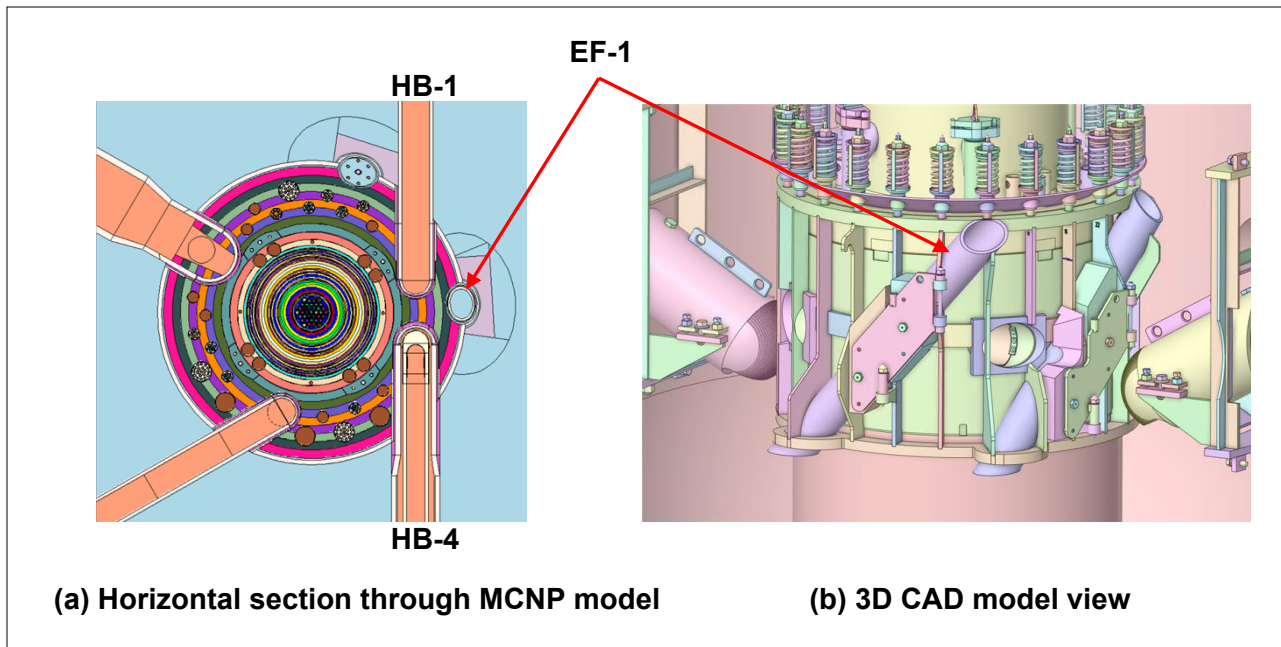 EF-1
HB-1
HB-4
(a) Horizontal section through MCNP model
(b) 3D CAD model view